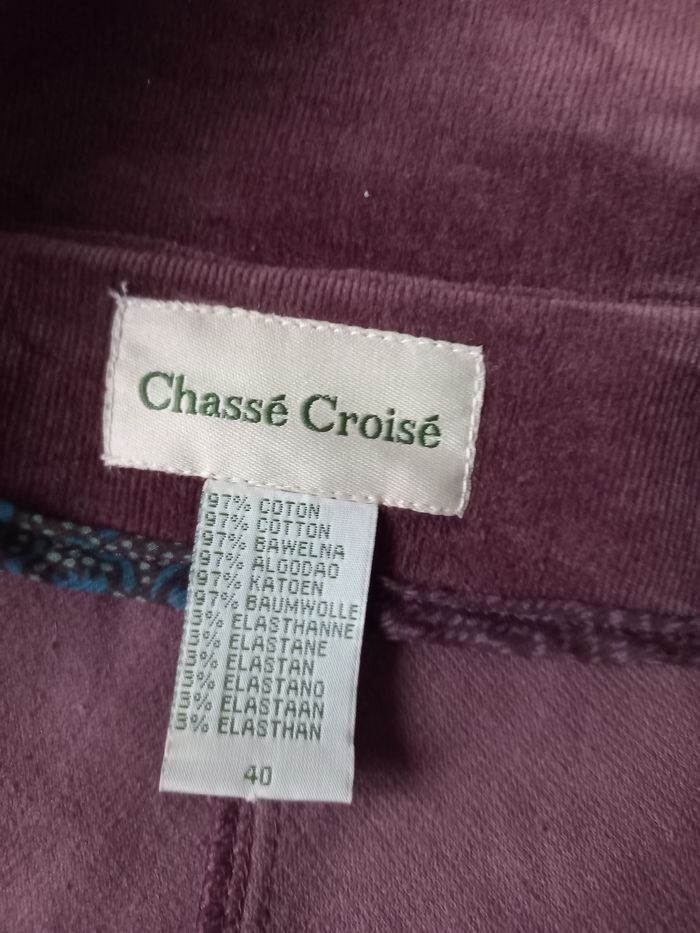 Chassé Croisé
97% COTON
97% COTTON
97% BAWELNA
97% ALGODAO
97% KATOEN
97% BAUMWOLLE
3% ELASTHANNE
3% ELASTANE
3% ELASTAN
3% ELASTANO
3% ELASTAAN
3% ELASTHAN
40